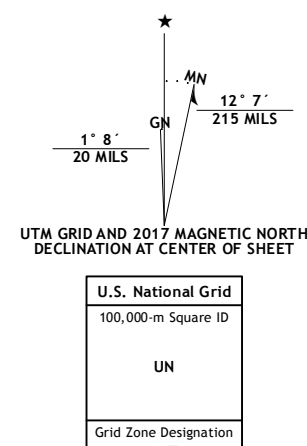 ★
MN
GN
12° 7´
215 MILS
1° 8´
20 MILS
UTM GRID AND 2017 MAGNETIC NORTH
DECLINATION AT CENTER OF SHEET
U.S. National Grid
100,000-m Square ID
UN
Grid Zone Designation